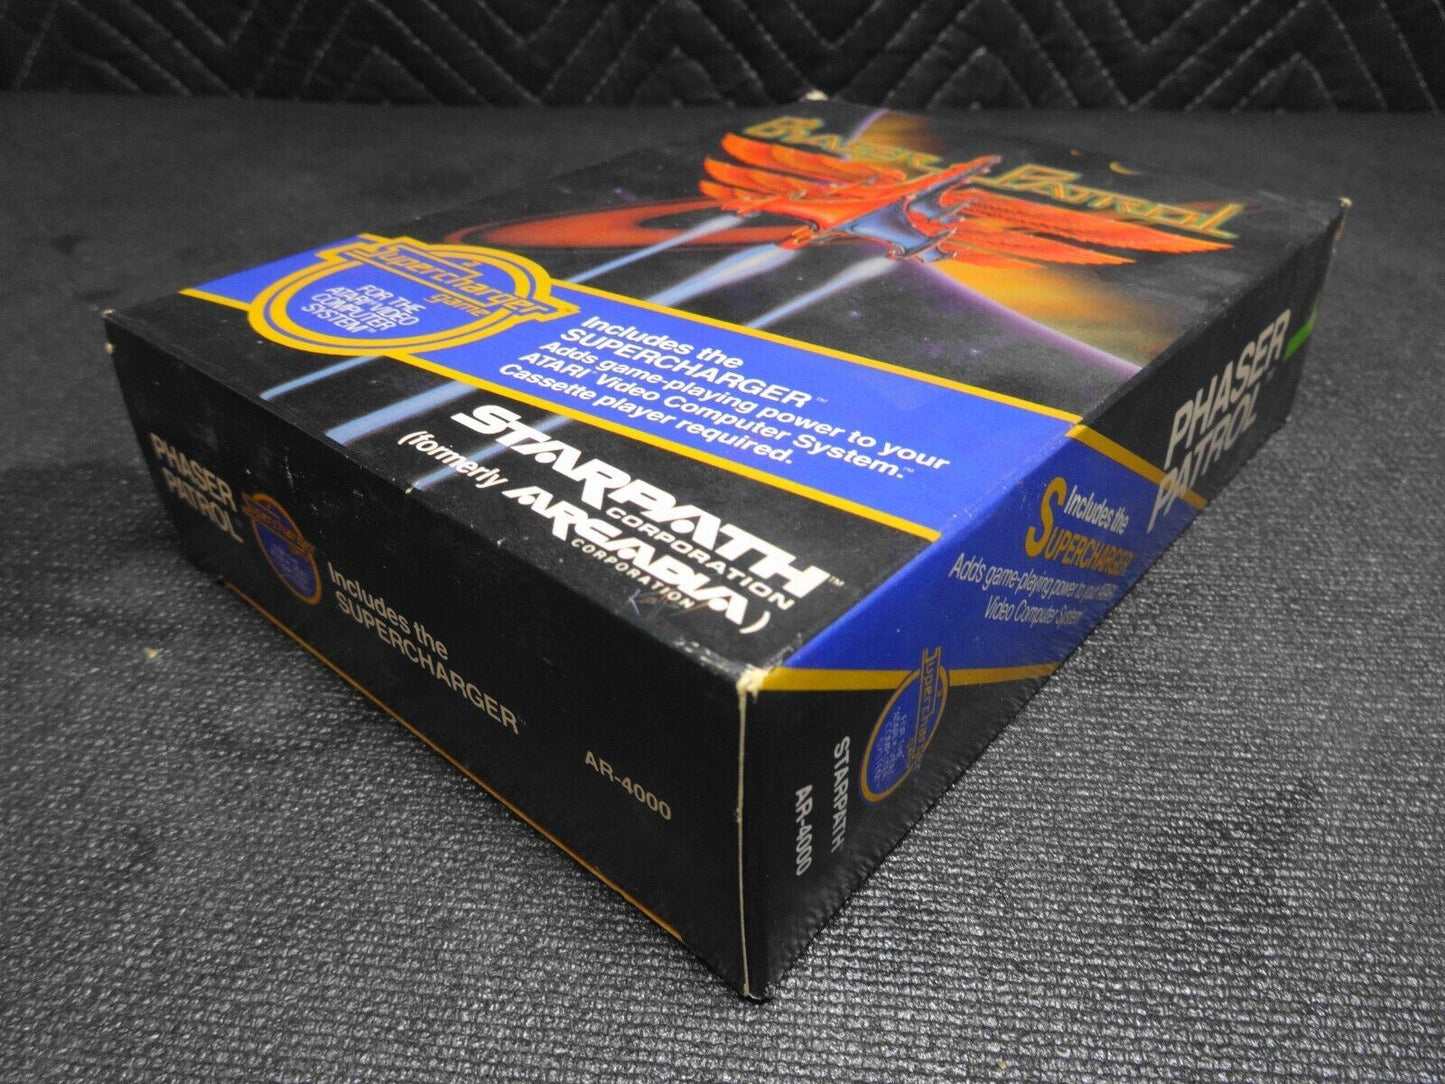 PHASER PATROL
Supercharger
game
FOR THE
ATARI VIDEO
COMPUTER
SYSTEM
Includes the
SUPERCHARGER™
Adds game-playing power to your
ATARI Video Computer System.™
Cassette player required.
STARPATH™
CORPORATION
(formerly ARCADIA)
CORPORATION
PHASER
PATROL
Includes the
SUPERCHARGER
AR-4000
PHASER
PATROL
Includes the
SUPERCHARGER
Adds game-playing power to your ATARI
Video Computer System
Supercharger
STARPATH
AR-4000